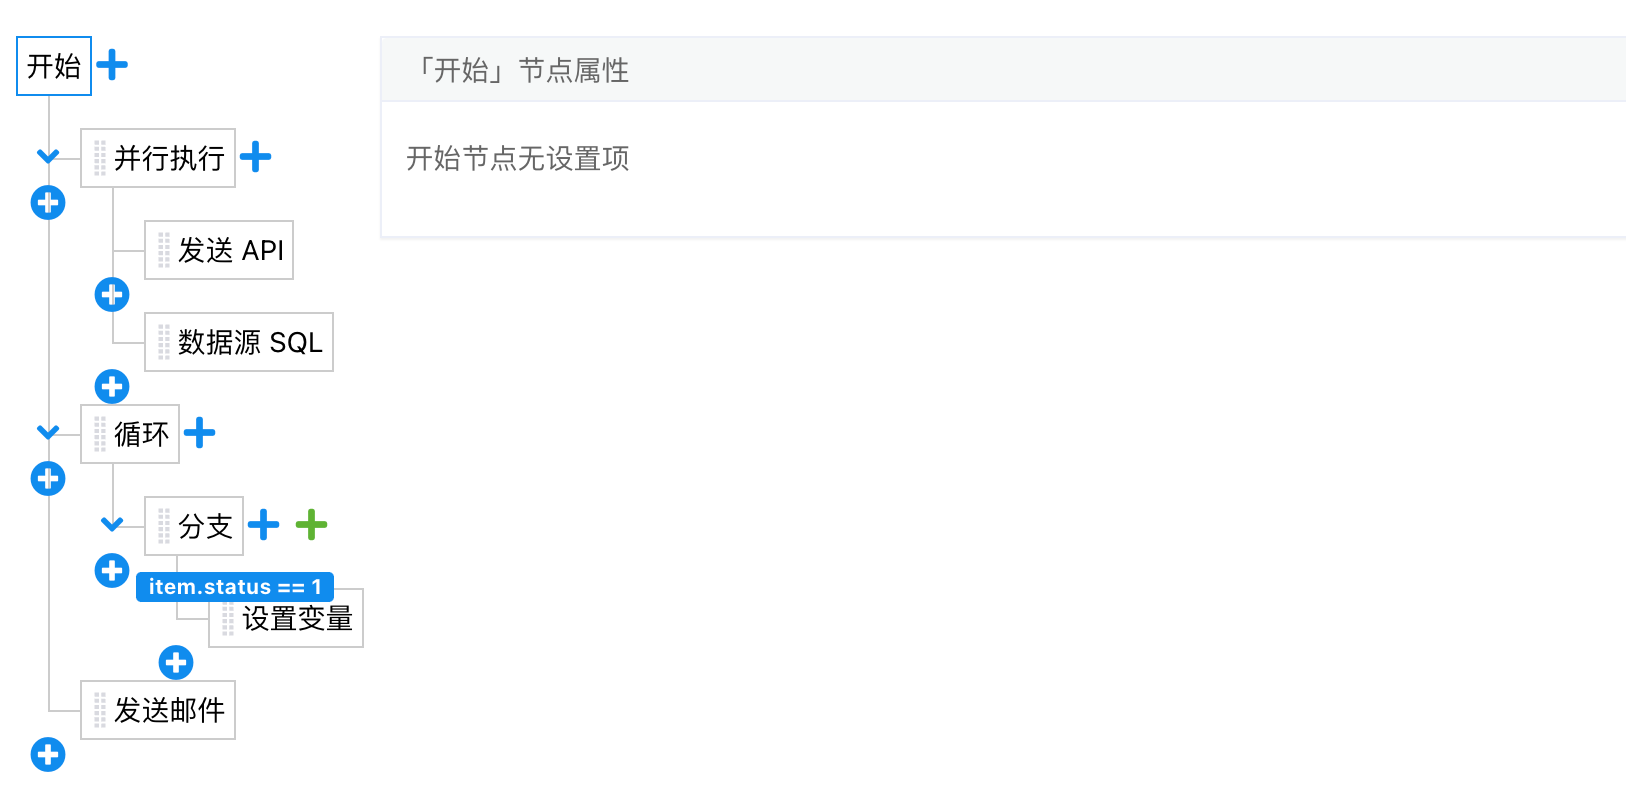 开始
「开始」节点属性
并行执行
开始节点无设置项
发送 API
数据源 SQL
循环
分支
item.status == 1
设置变量
发送邮件